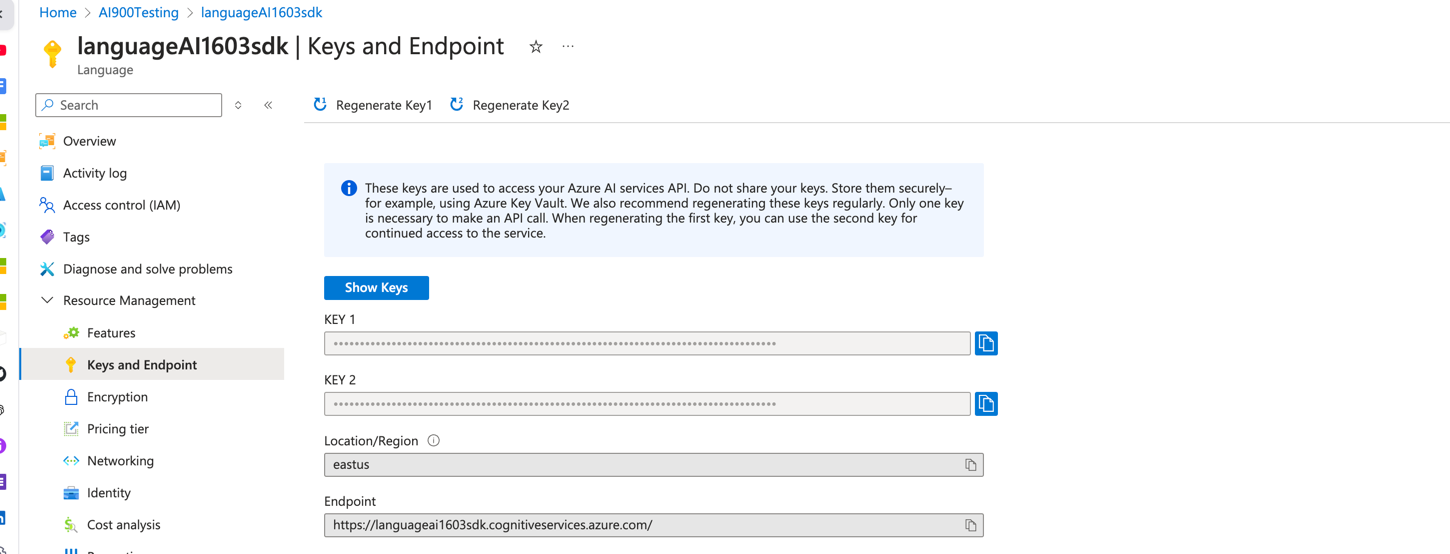 Home > AI900Testing > languageAI1603sdk
languageAI1603sdk | Keys and Endpoint
Language
Search
Regenerate Key1
Regenerate Key2
Overview
Activity log
Access control (IAM)
Tags
Diagnose and solve problems
Resource Management
Features
Keys and Endpoint
Encryption
Pricing tier
Networking
Identity
Cost analysis
These keys are used to access your Azure AI services API. Do not share your keys. Store them securely–
for example, using Azure Key Vault. We also recommend regenerating these keys regularly. Only one key
is necessary to make an API call. When regenerating the first key, you can use the second key for
continued access to the service.
Show Keys
KEY 1
KEY 2
Location/Region
eastus
Endpoint
https://languageai1603sdk.cognitiveservices.azure.com/